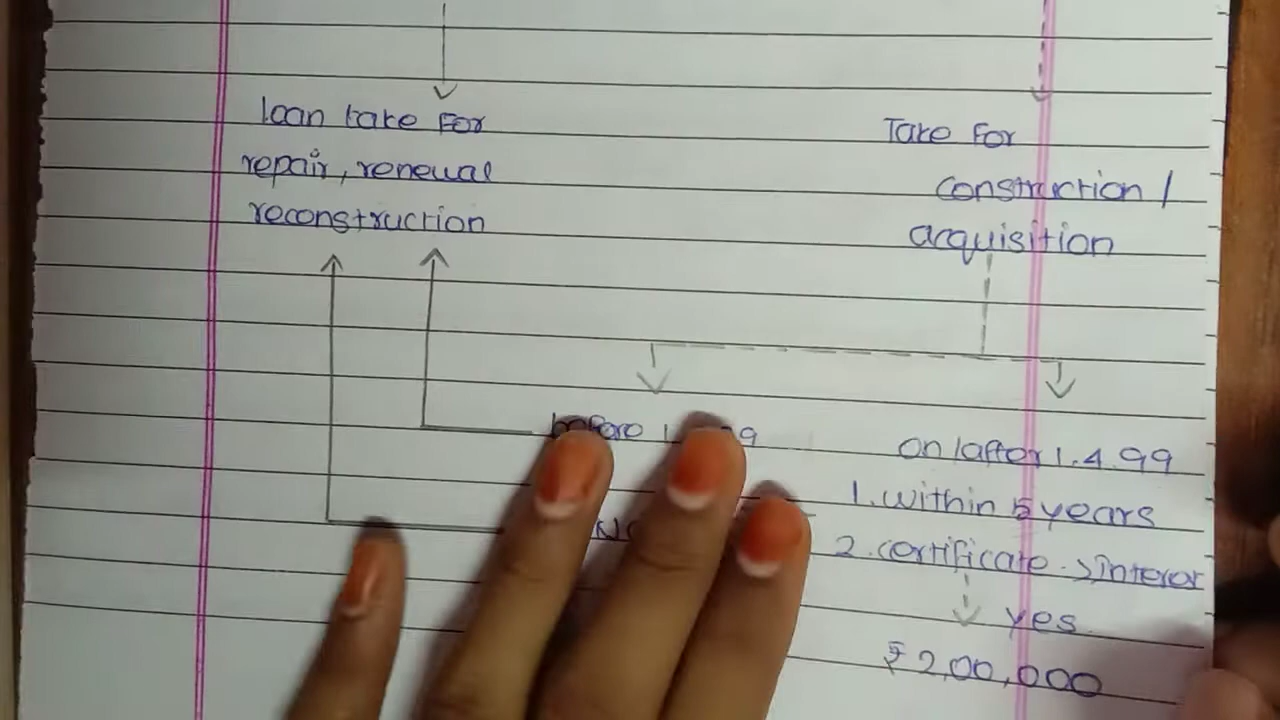 loan take For
repair, renewal
reconstruction
Take For
construction /
acquisition
before
on/after 1.4.99
1. within 5 years
2. certificate -> interest
yes
₹2,00,000